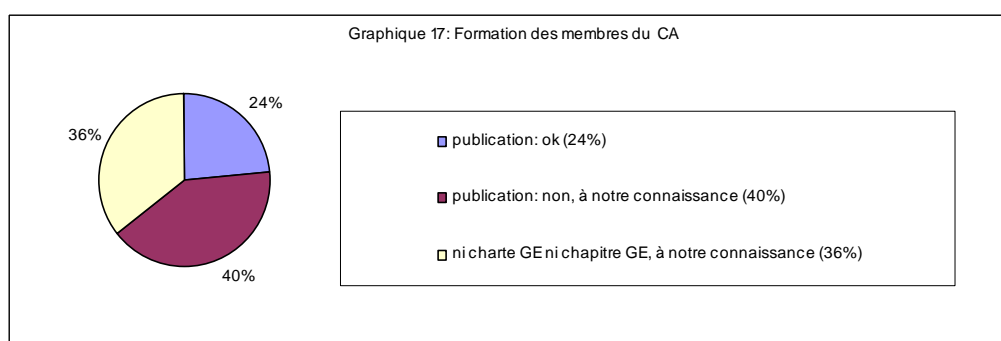 Graphique 17: Formation des membres du CA
24%
36%
40%
publication: ok (24%)
publication: non, à notre connaissance (40%)
ni charte GE ni chapitre GE, à notre connaissance (36%)